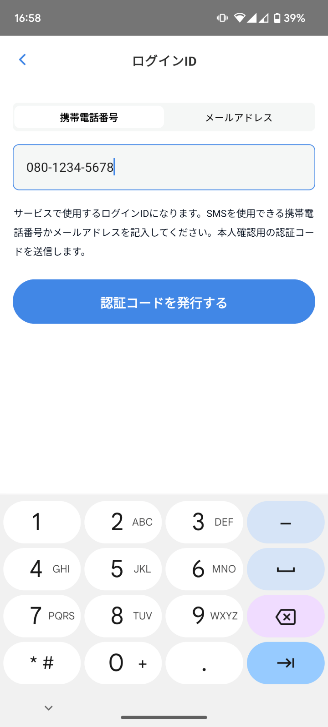 16:58
39%
ログインID
携帯電話番号
メールアドレス
080-1234-5678
サービスで使用するログインIDになります。SMSを使用できる携帯電
話番号かメールアドレスを記入してください。本人確認用の認証コー
ドを送信します。
認証コードを発行する
1
2 ABC
3 DEF
–
4 GHI
5 JKL
6 MNO
7 PQRS
8 TUV
9 WXYZ
* #
0 +
.